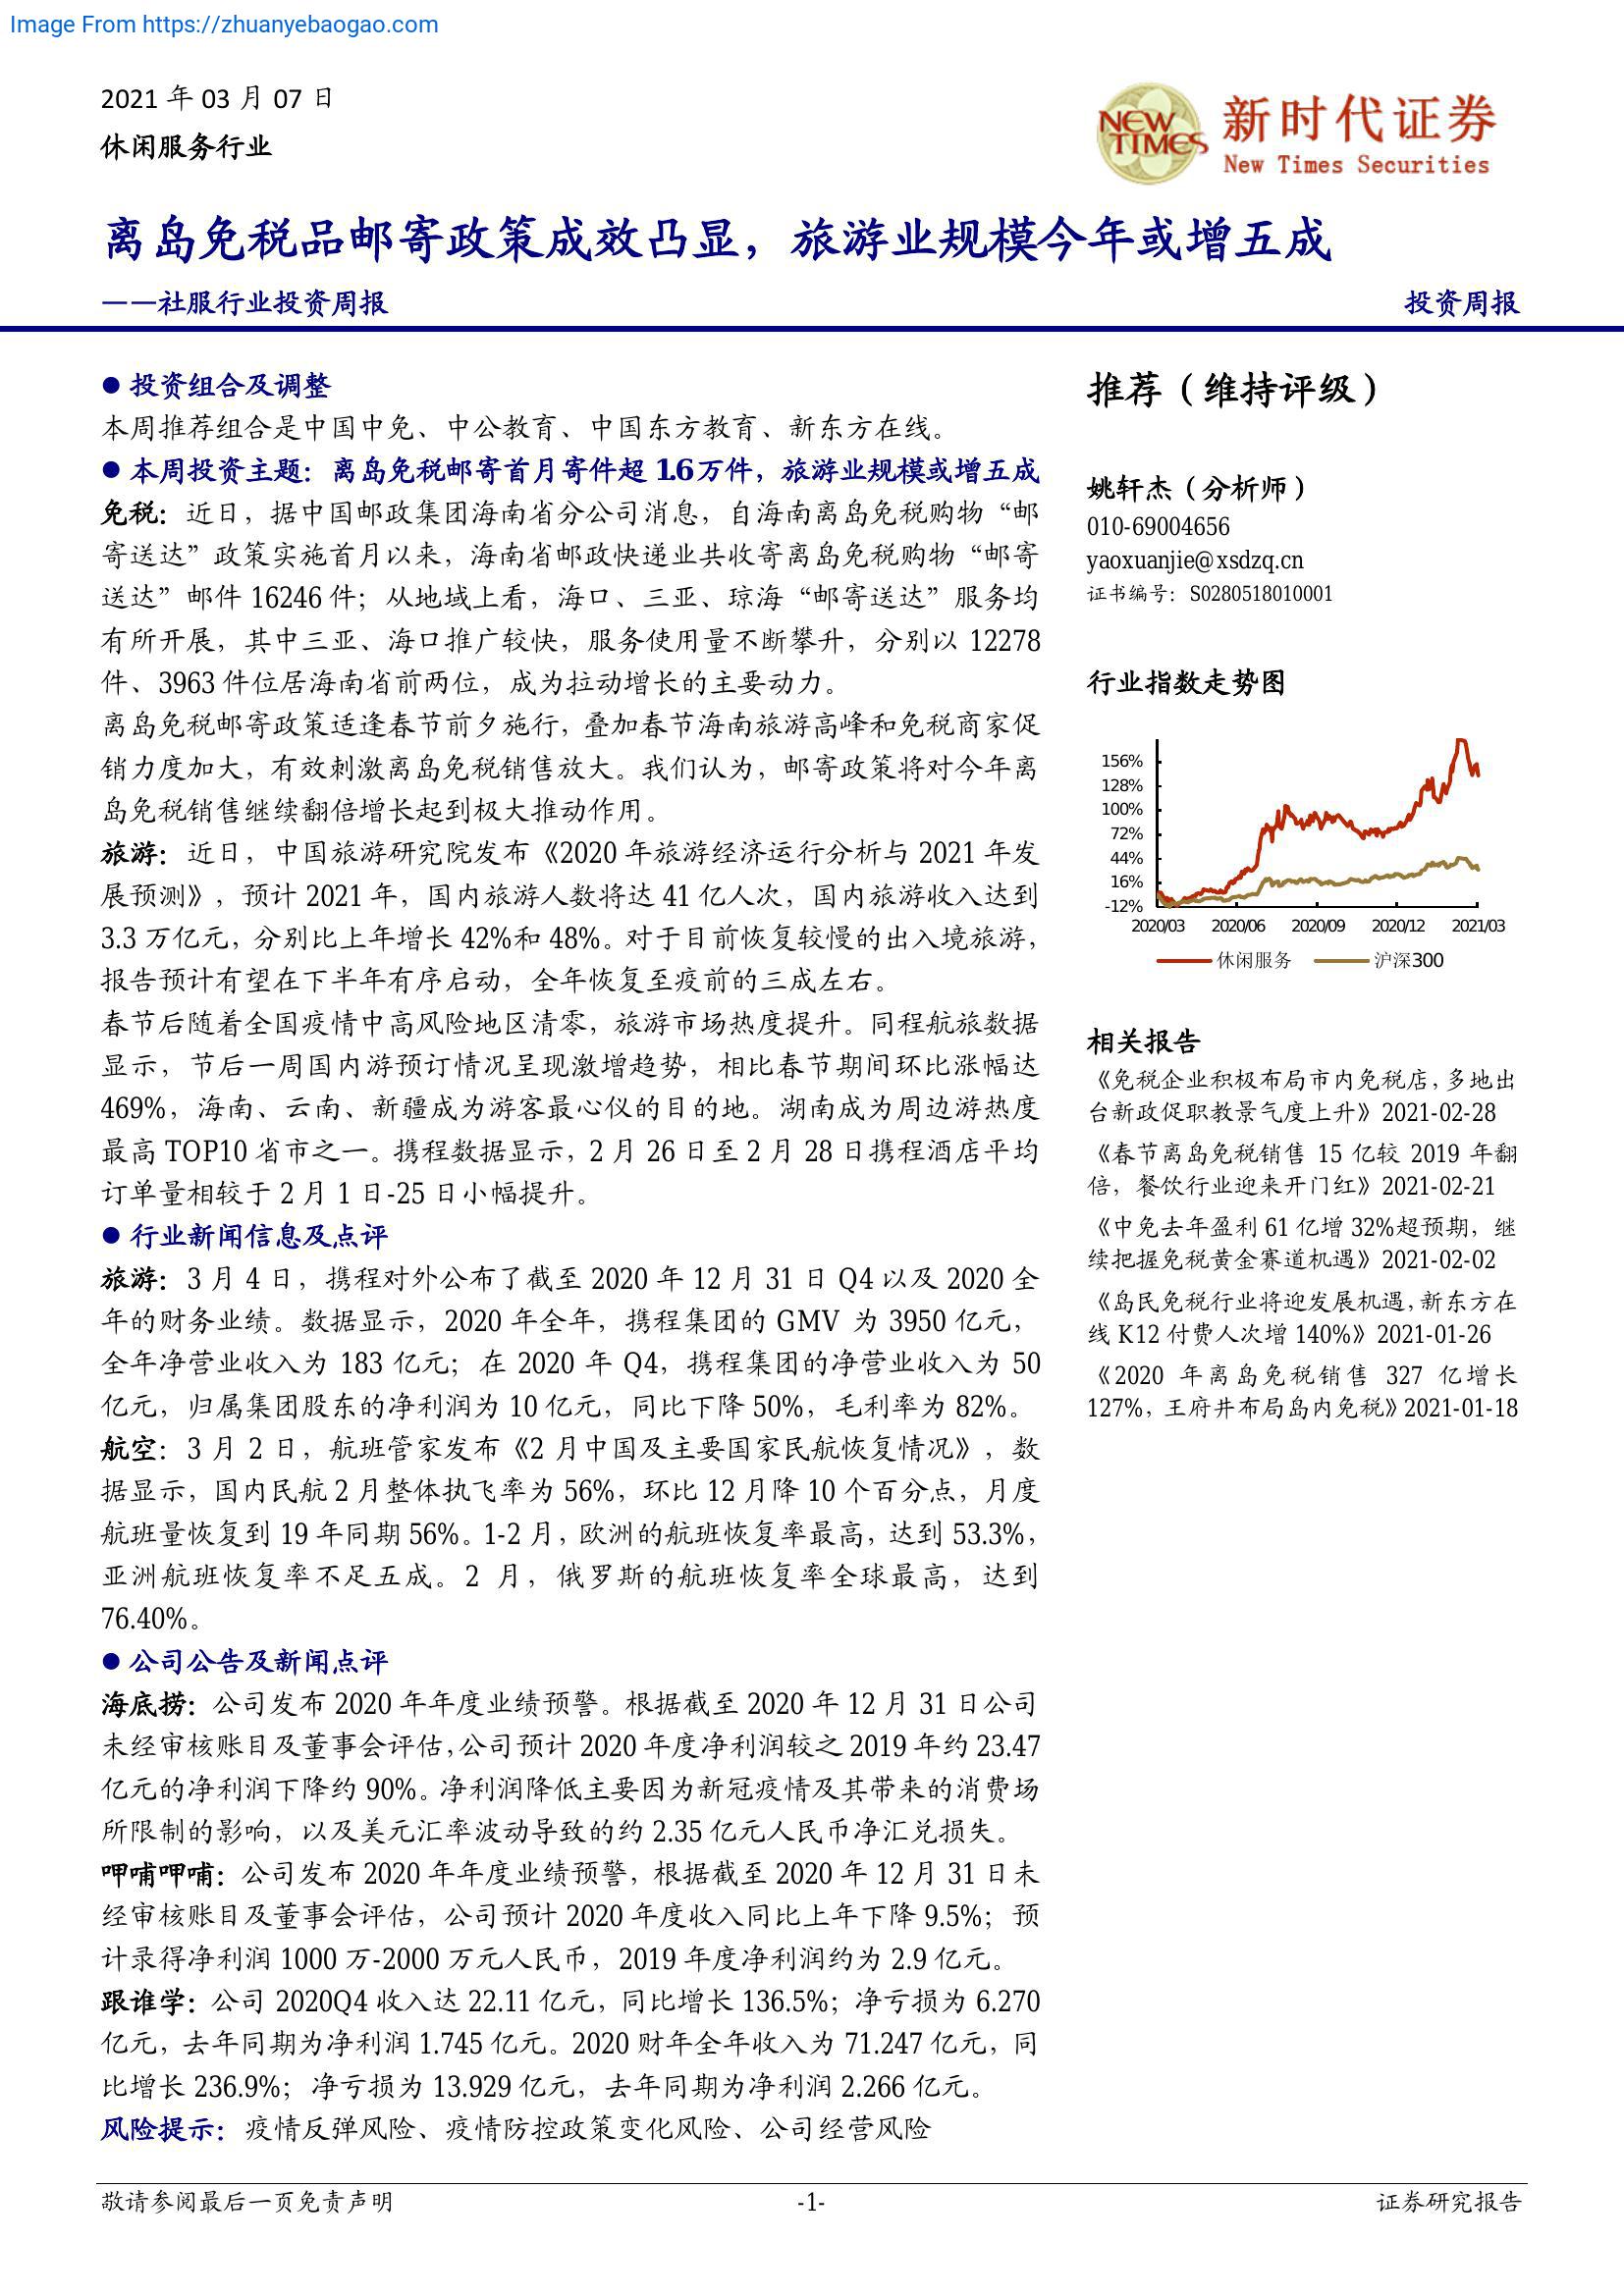 Image From https://zhuanyebaogao.com
2021 年 03 月 07 日
休闲服务行业
NEW TIMES
新时代证券
New Times Securities
离岛免税品邮寄政策成效凸显，旅游业规模今年或增五成
——社服行业投资周报
投资周报
● 投资组合及调整
本周推荐组合是中国中免、中公教育、中国东方教育、新东方在线。
● 本周投资主题：离岛免税邮寄首月寄件超 1.6 万件，旅游业规模或增五成
免税：近日，据中国邮政集团海南省分公司消息，自海南离岛免税购物“邮
寄送达”政策实施首月以来，海南省邮政快递业共收寄离岛免税购物“邮寄
送达”邮件 16246 件；从地域上看，海口、三亚、琼海“邮寄送达”服务均
有所开展，其中三亚、海口推广较快，服务使用量不断攀升，分别以 12278
件、3963 件位居海南省前两位，成为拉动增长的主要动力。
离岛免税邮寄政策适逢春节前夕施行，叠加春节海南旅游高峰和免税商家促
销力度加大，有效刺激离岛免税销售放大。我们认为，邮寄政策将对今年离
岛免税销售继续翻倍增长起到极大推动作用。
旅游：近日，中国旅游研究院发布《2020 年旅游经济运行分析与 2021 年发
展预测》，预计 2021 年，国内旅游人数将达 41 亿人次，国内旅游收入达到
3.3 万亿元，分别比上年增长 42%和 48%。对于目前恢复较慢的出入境旅游，
报告预计有望在下半年有序启动，全年恢复至疫前的三成左右。
春节后随着全国疫情中高风险地区清零，旅游市场热度提升。同程航旅数据
显示，节后一周国内游预订情况呈现激增趋势，相比春节期间环比涨幅达
469%，海南、云南、新疆成为游客最心仪的目的地。湖南成为周边游热度
最高 TOP10 省市之一。携程数据显示，2 月 26 日至 2 月 28 日携程酒店平均
订单量相较于 2 月 1 日-25 日小幅提升。
● 行业新闻信息及点评
旅游：3 月 4 日，携程对外公布了截至 2020 年 12 月 31 日 Q4 以及 2020 全
年的财务业绩。数据显示，2020 年全年，携程集团的 GMV 为 3950 亿元，
全年净营业收入为 183 亿元；在 2020 年 Q4，携程集团的净营业收入为 50
亿元，归属集团股东的净利润为 10 亿元，同比下降 50%，毛利率为 82%。
航空：3 月 2 日，航班管家发布《2 月中国及主要国家民航恢复情况》，数
据显示，国内民航 2 月整体执飞率为 56%，环比 12 月降 10 个百分点，月度
航班量恢复到 19 年同期 56%。1-2 月，欧洲的航班恢复率最高，达到 53.3%，
亚洲航班恢复率不足五成。2 月，俄罗斯的航班恢复率全球最高，达到
76.40%。
● 公司公告及新闻点评
海底捞：公司发布 2020 年年度业绩预警。根据截至 2020 年 12 月 31 日公司
未经审核账目及董事会评估，公司预计 2020 年度净利润较之 2019 年约 23.47
亿元的净利润下降约 90%。净利润降低主要因为新冠疫情及其带来的消费场
所限制的影响，以及美元汇率波动导致的约 2.35 亿元人民币净汇兑损失。
呷哺呷哺：公司发布 2020 年年度业绩预警，根据截至 2020 年 12 月 31 日未
经审核账目及董事会评估，公司预计 2020 年度收入同比上年下降 9.5%；预
计录得净利润 1000 万-2000 万元人民币，2019 年度净利润约为 2.9 亿元。
跟谁学：公司 2020Q4 收入达 22.11 亿元，同比增长 136.5%；净亏损为 6.270
亿元，去年同期为净利润 1.745 亿元。2020 财年全年收入为 71.247 亿元，同
比增长 236.9%；净亏损为 13.929 亿元，去年同期为净利润 2.266 亿元。
风险提示：疫情反弹风险、疫情防控政策变化风险、公司经营风险
推荐（维持评级）
姚轩杰（分析师）
010-69004656
yaoxuanjie@xsdzq.cn
证书编号：S0280518010001
行业指数走势图
156%
128%
100%
72%
44%
16%
-12%
2020/03 2020/06 2020/09 2020/12 2021/03
休闲服务 沪深300
相关报告
《免税企业积极布局市内免税店，多地出
台新政促职教景气度上升》2021-02-28
《春节离岛免税销售 15 亿较 2019 年翻
倍，餐饮行业迎来开门红》2021-02-21
《中免去年盈利 61 亿增 32%超预期，继
续把握免税黄金赛道机遇》2021-02-02
《岛民免税行业将迎发展机遇，新东方在
线 K12 付费人次增 140%》2021-01-26
《2020 年离岛免税销售 327 亿增长
127%，王府井布局岛内免税》2021-01-18
敬请参阅最后一页免责声明
-1-
证券研究报告